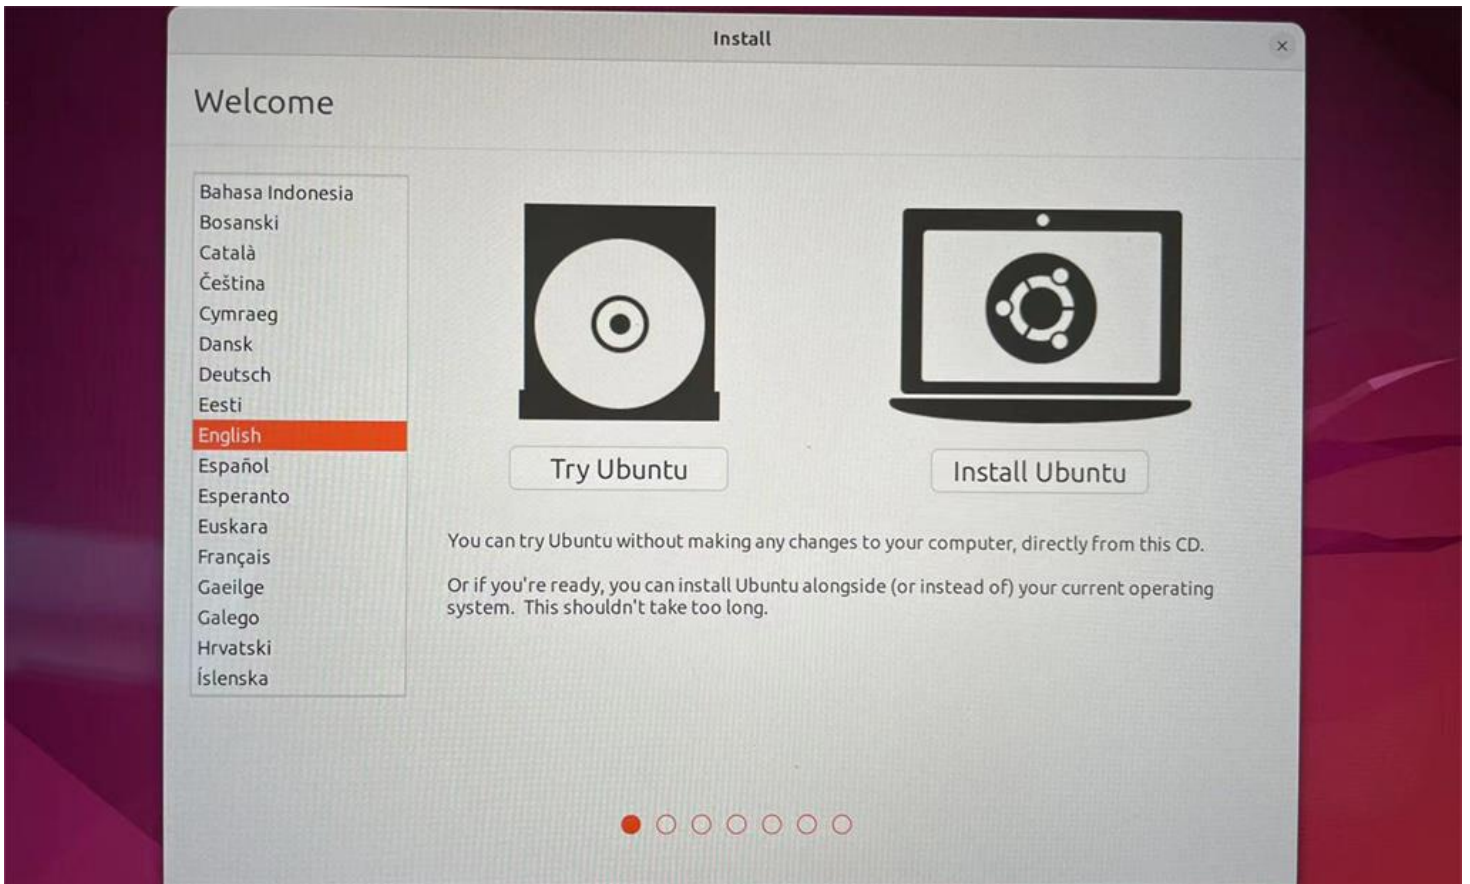 Install
Welcome
Bahasa Indonesia
Bosanski
Català
Čeština
Cymraeg
Dansk
Deutsch
Eesti
English
Español
Esperanto
Euskara
Français
Gaeilge
Galego
Hrvatski
Íslenska
Try Ubuntu
Install Ubuntu
You can try Ubuntu without making any changes to your computer, directly from this CD.
Or if you're ready, you can install Ubuntu alongside (or instead of) your current operating
system. This shouldn't take too long.